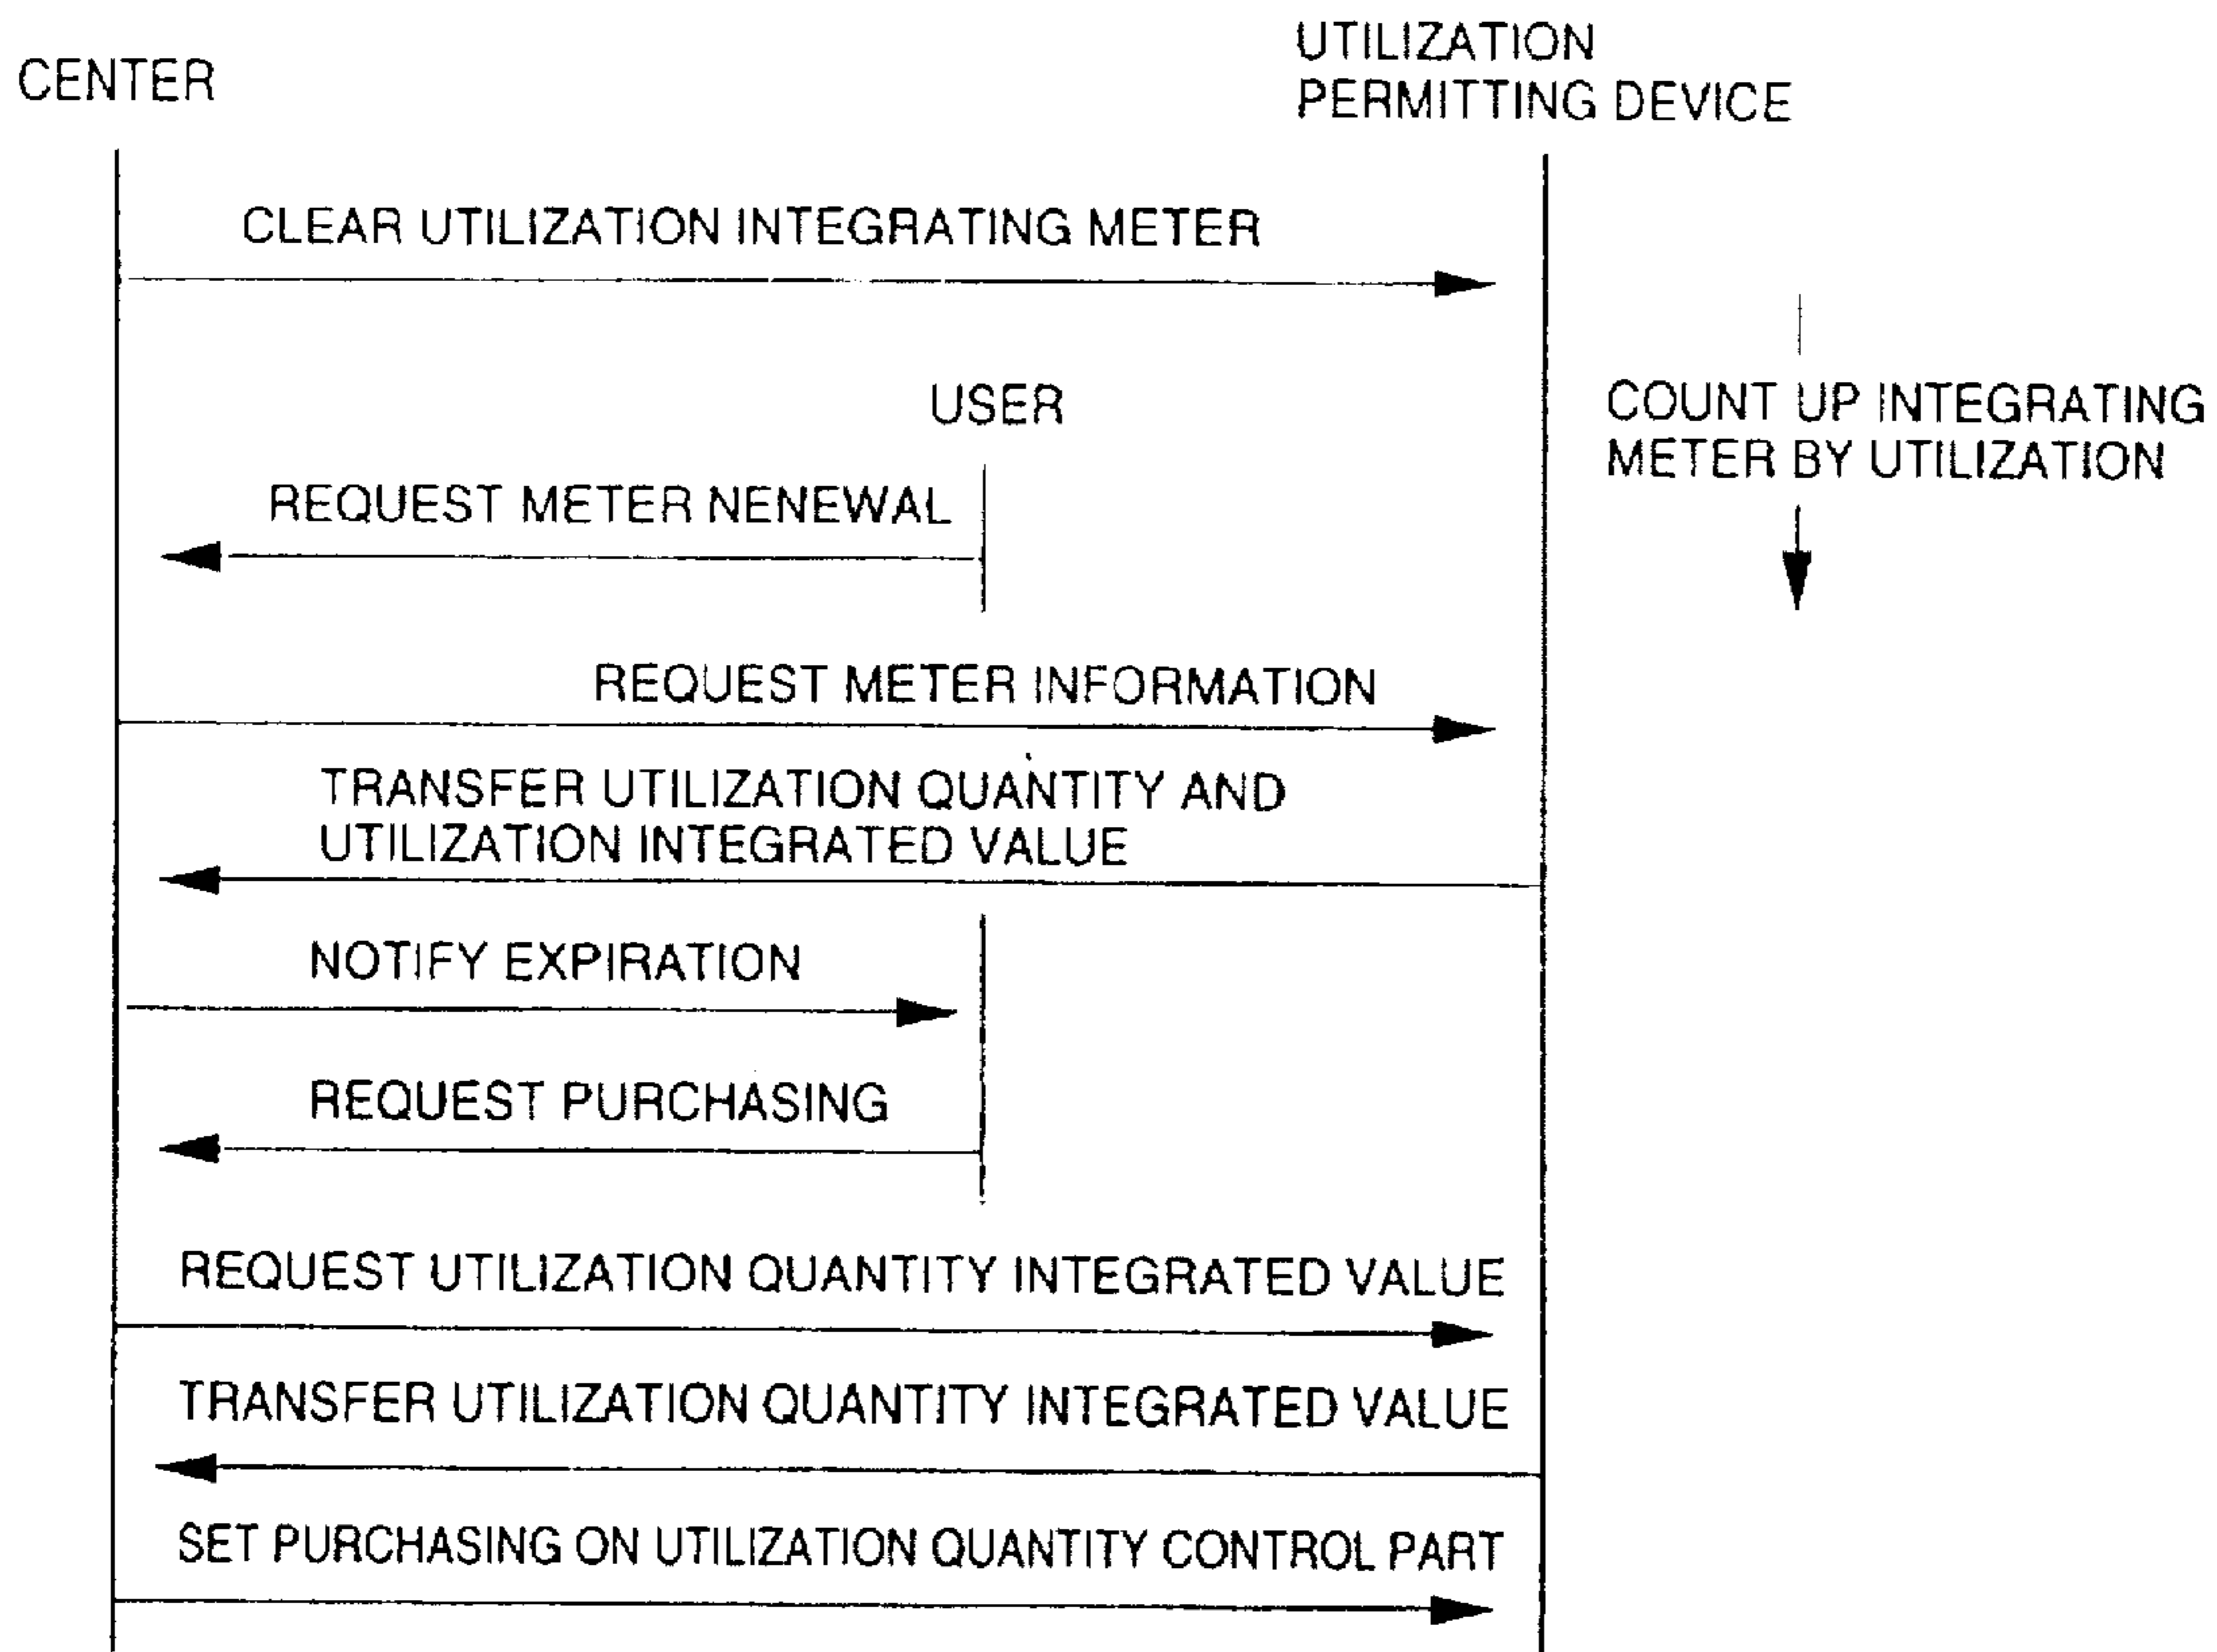 CENTER
UTILIZATION
PERMITTING DEVICE
CLEAR UTILIZATION INTEGRATING METER
USER
COUNT UP INTEGRATING
METER BY UTILIZATION
REQUEST METER NENEWAL
REQUEST METER INFORMATION
TRANSFER UTILIZATION QUANTITY AND
UTILIZATION INTEGRATED VALUE
NOTIFY EXPIRATION
REQUEST PURCHASING
REQUEST UTILIZATION QUANTITY INTEGRATED VALUE
TRANSFER UTILIZATION QUANTITY INTEGRATED VALUE
SET PURCHASING ON UTILIZATION QUANTITY CONTROL PART